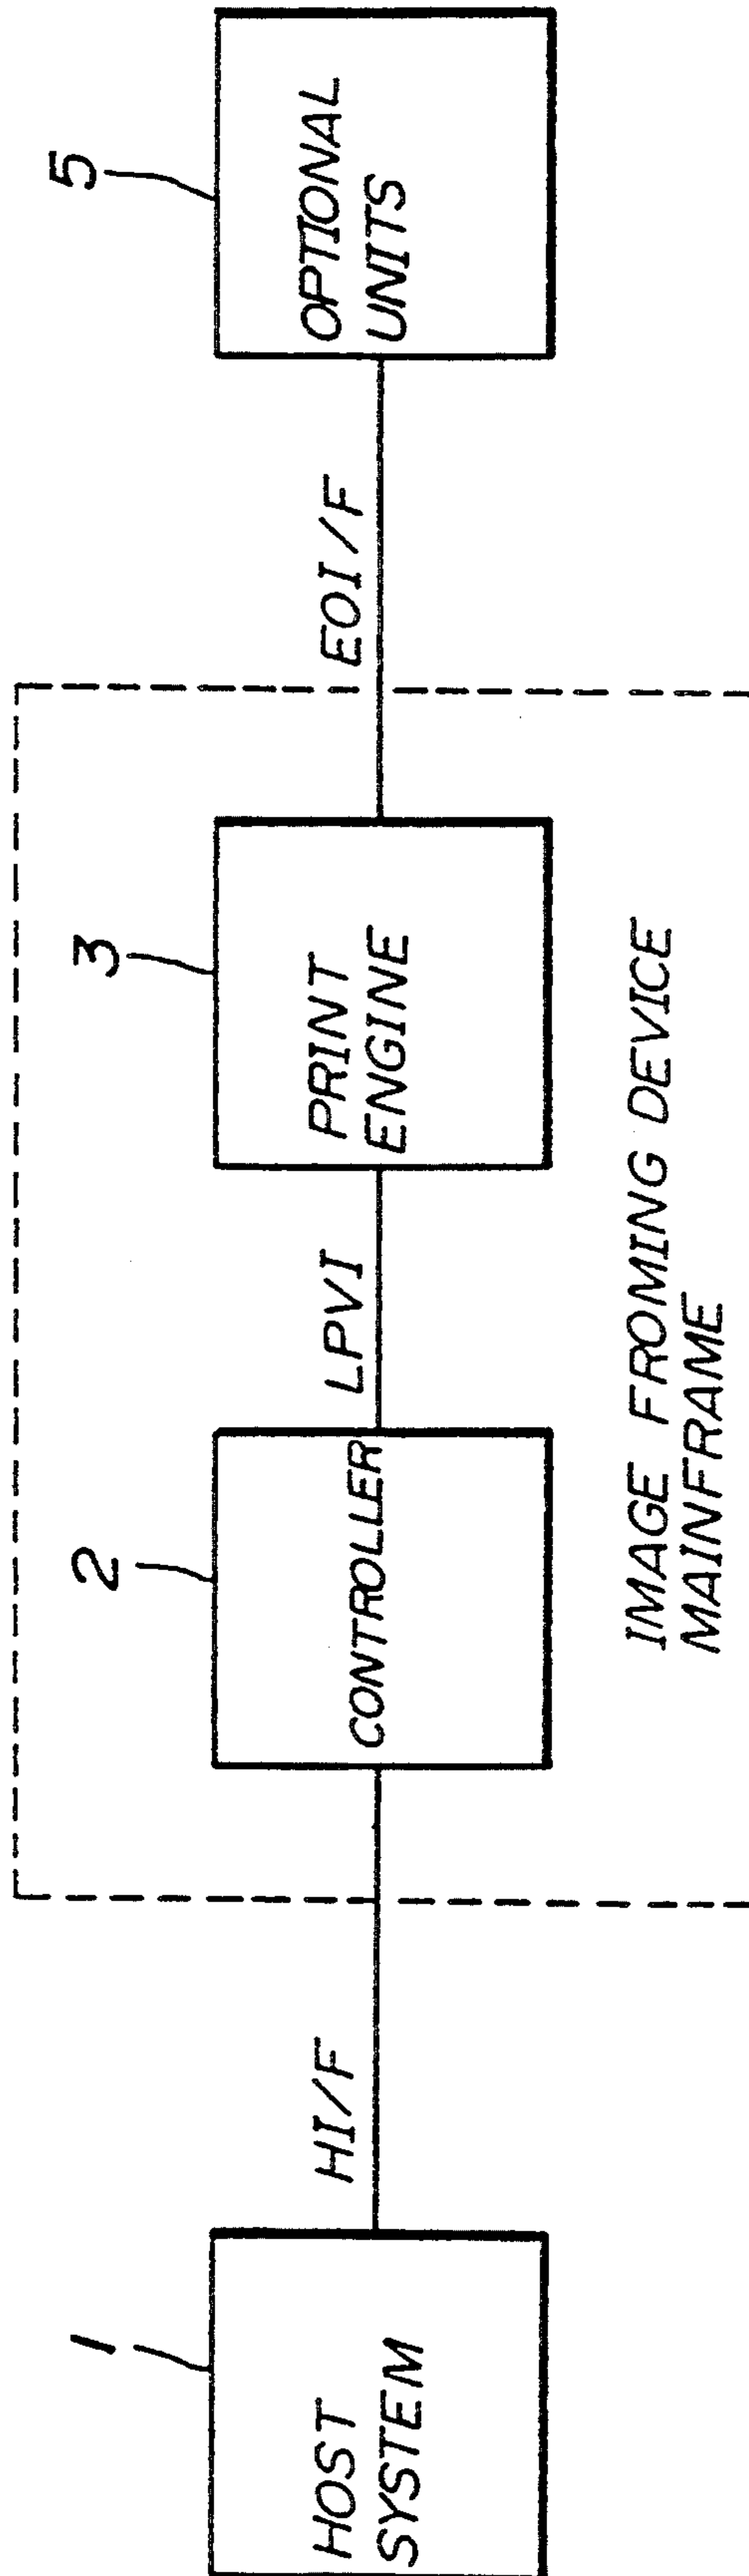 1
HOST
SYSTEM
HI/F
2
CONTROLLER
LPVI
3
PRINT
ENGINE
IMAGE FROMING DEVICE
MAINFRAME
EOI/F
5
OPTIONAL
UNITS